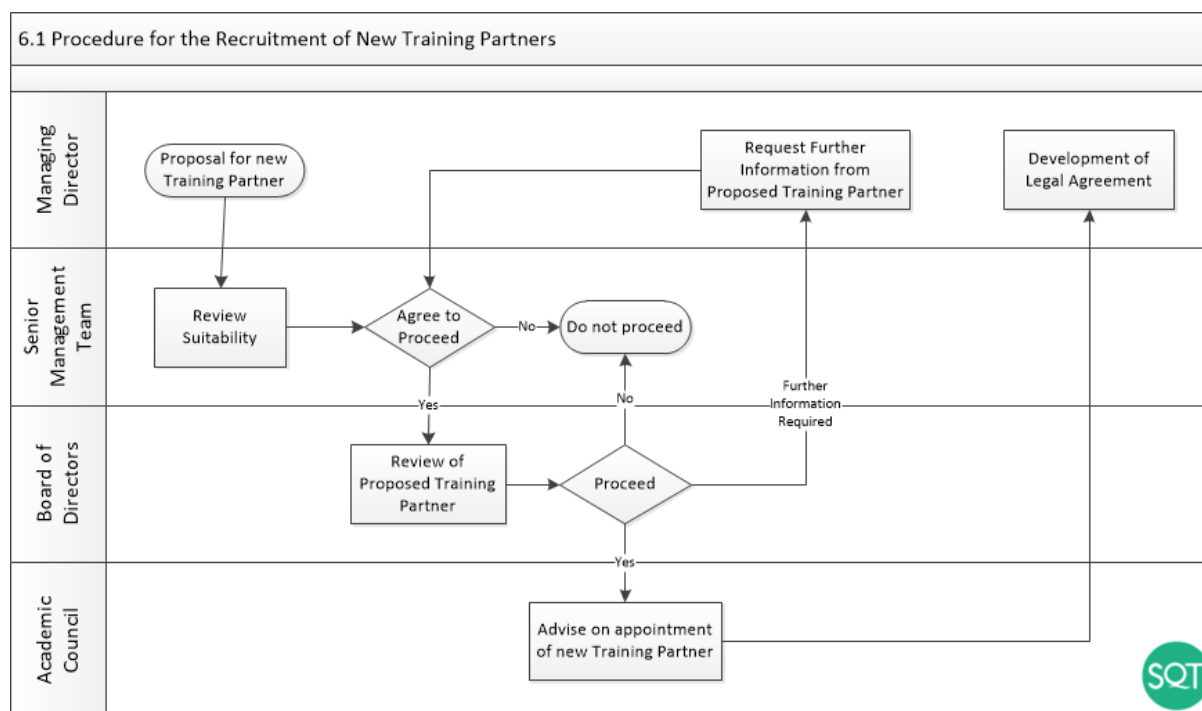 6.1 Procedure for the Recruitment of New Training Partners
Managing
Director
Proposal for new
Training Partner
Request Further
Information from
Proposed Training Partner
Development of
Legal Agreement
Senior
Management
Team
Review
Suitability
Agree to
Proceed
No
Do not proceed
Yes
No
Further
Information
Required
Board of
Directors
Review of
Proposed Training
Partner
Proceed
Yes
Academic
Council
Advise on appointment
of new Training Partner
SQT